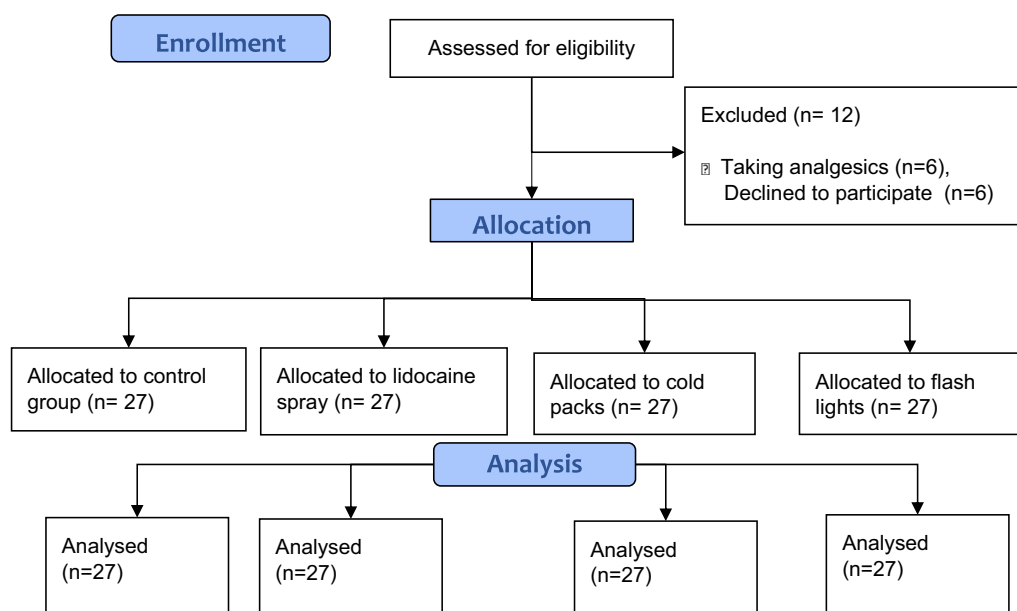 Enrollment
Assessed for eligibility
Excluded (n= 12)
Taking analgesics (n=6),
Declined to participate (n=6)
Allocation
Allocated to control
group (n= 27)
Allocated to lidocaine
spray (n= 27)
Allocated to cold
packs (n= 27)
Allocated to flash
lights (n= 27)
Analysis
Analysed
(n=27)
Analysed
(n=27)
Analysed
(n=27)
Analysed
(n=27)